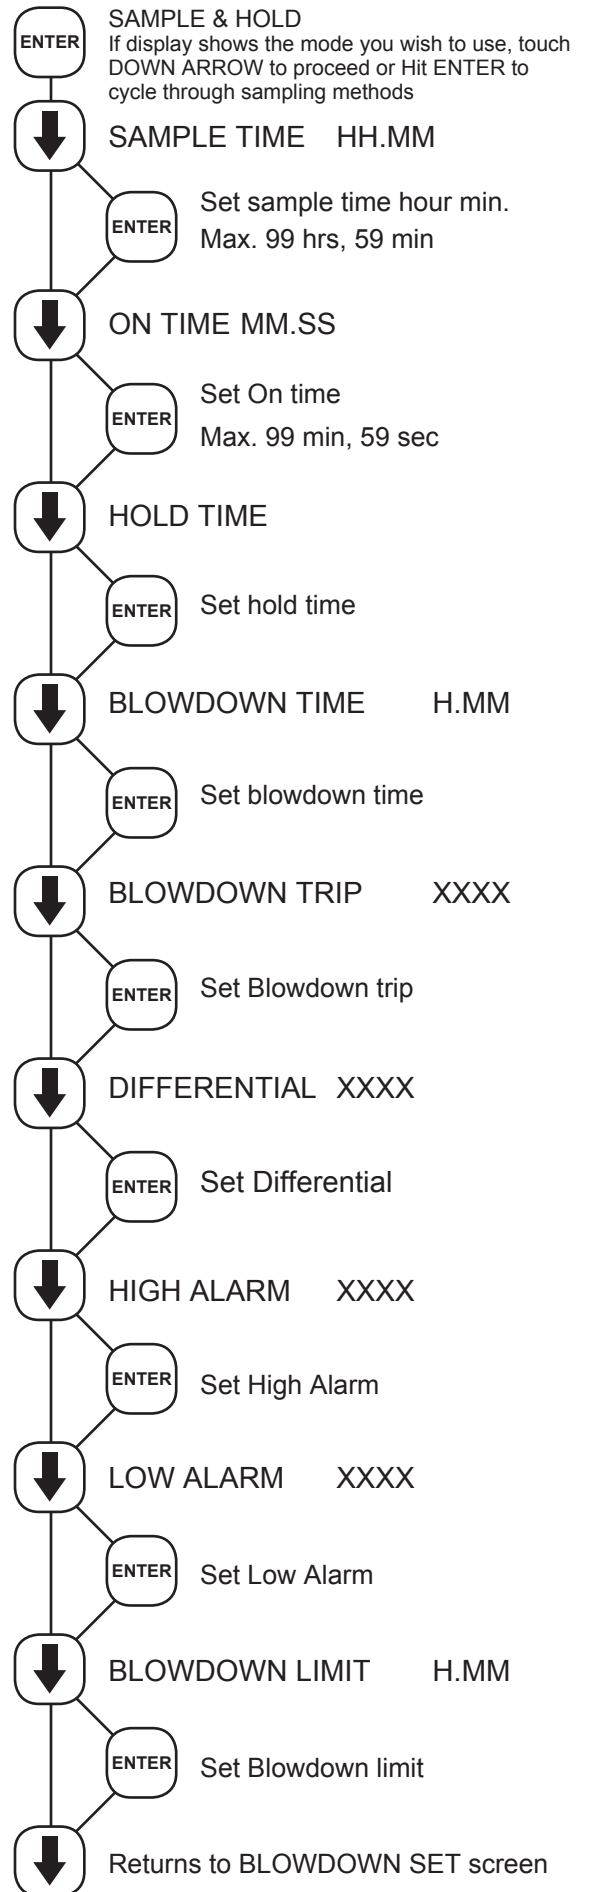 ENTER
SAMPLE & HOLD
If display shows the mode you wish to use, touch
DOWN ARROW to proceed or Hit ENTER to
cycle through sampling methods
SAMPLE TIME HH.MM
ENTER
Set sample time hour min.
Max. 99 hrs, 59 min
ON TIME MM.SS
ENTER
Set On time
Max. 99 min, 59 sec
HOLD TIME
ENTER
Set hold time
BLOWDOWN TIME H.MM
ENTER
Set blowdown time
BLOWDOWN TRIP XXXX
ENTER
Set Blowdown trip
DIFFERENTIAL XXXX
ENTER
Set Differential
HIGH ALARM XXXX
ENTER
Set High Alarm
LOW ALARM XXXX
ENTER
Set Low Alarm
BLOWDOWN LIMIT H.MM
ENTER
Set Blowdown limit
Returns to BLOWDOWN SET screen